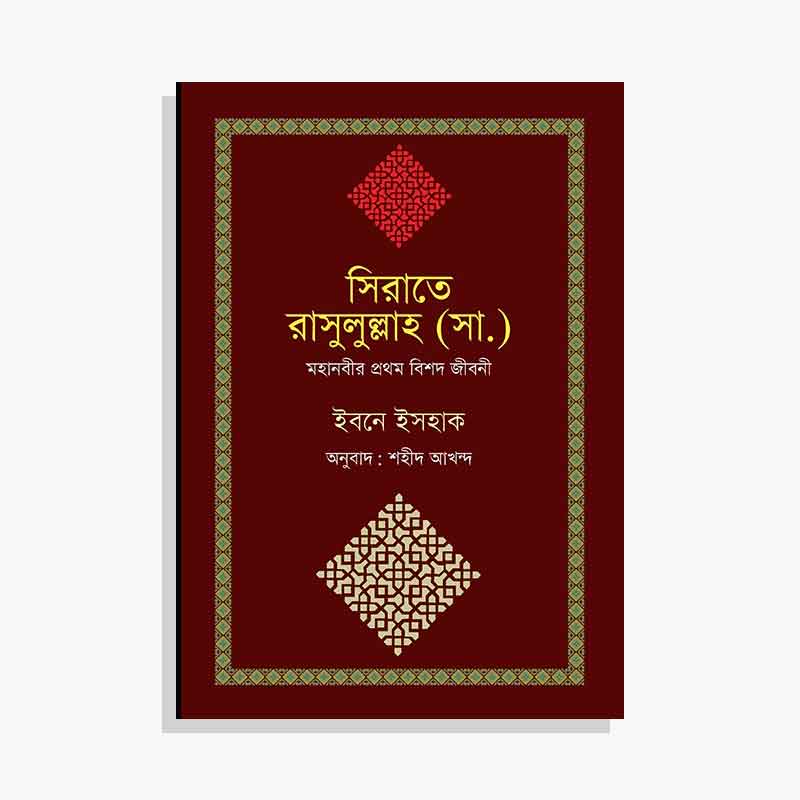 সিরাতে
রাসুলুল্লাহ (সা.)
মহানবীর প্রথম বিশদ জীবনী
ইবনে ইসহাক
অনুবাদ : শহীদ আখন্দ